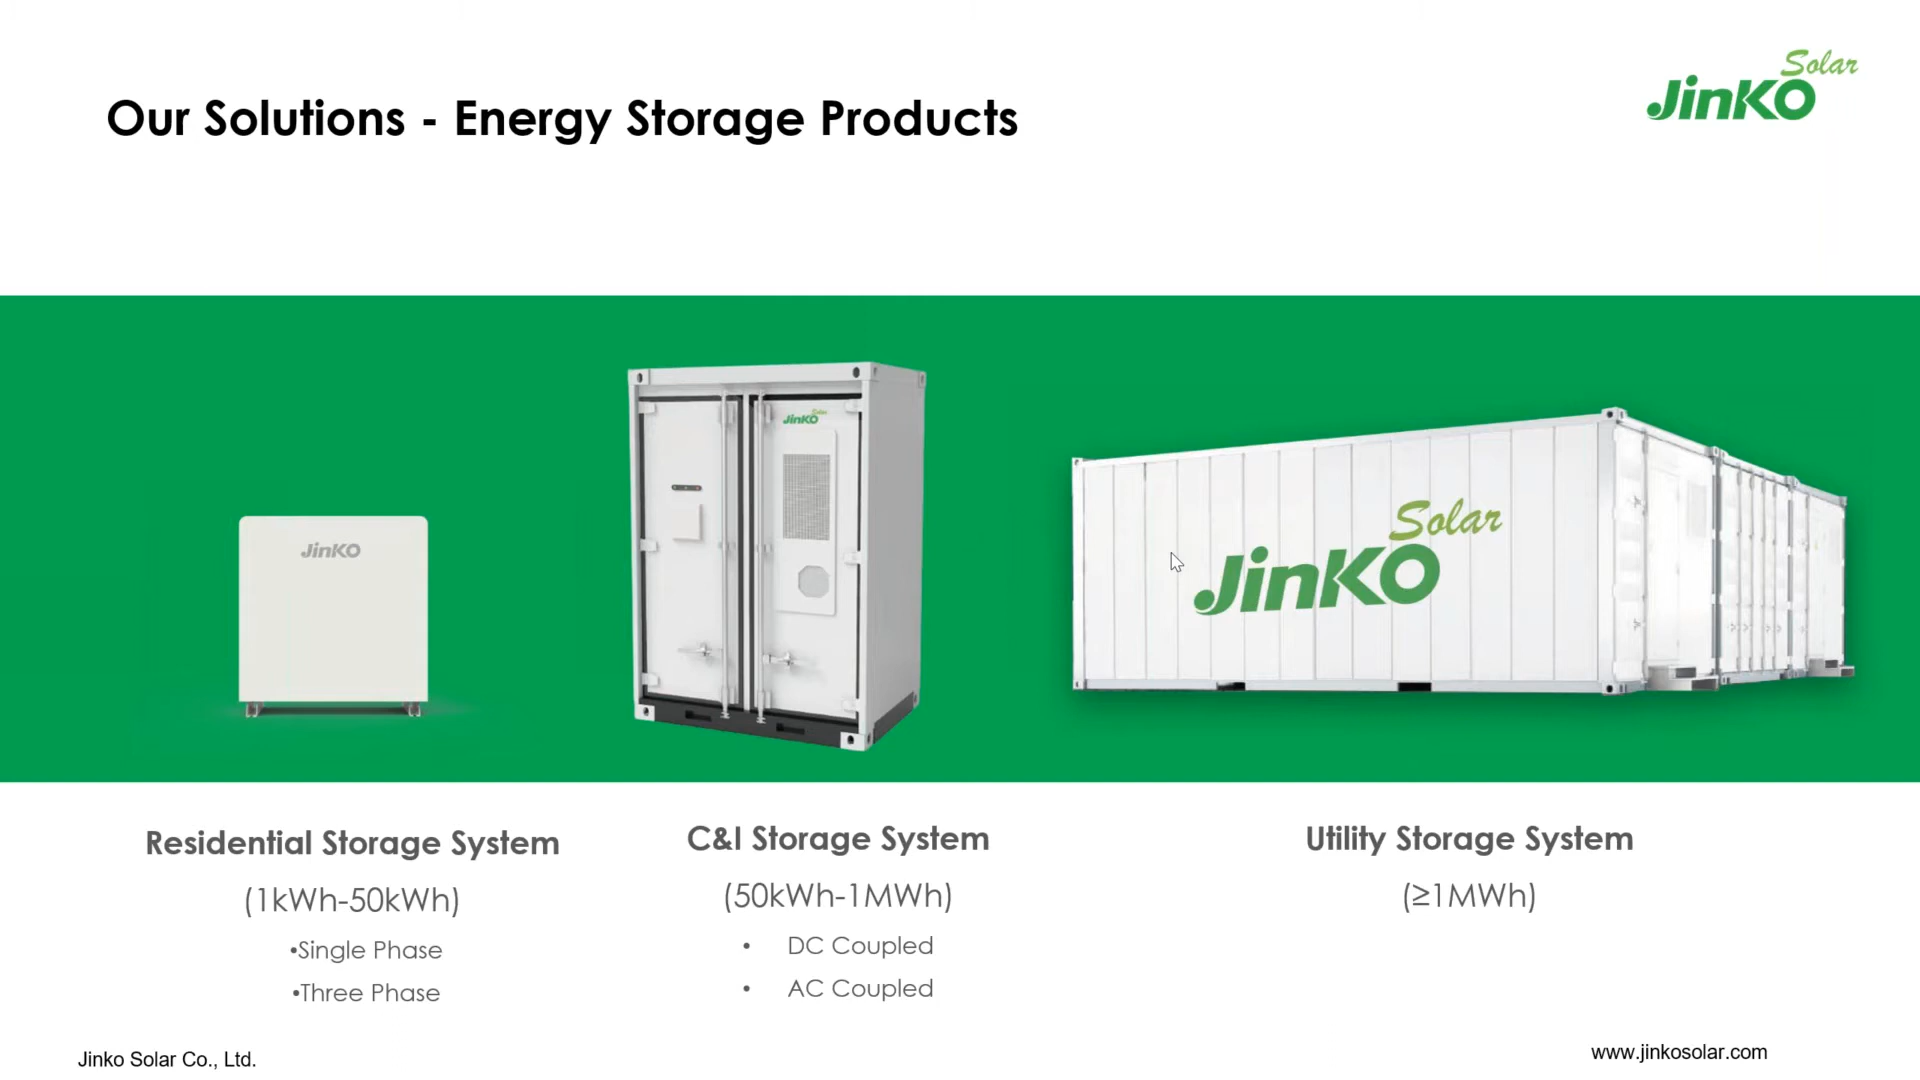 Solar
JinKO
Our Solutions - Energy Storage Products
JinKO
Solar
JinKO
Solar
JinKO
Residential Storage System
(1kWh-50kWh)
•Single Phase
•Three Phase
C&I Storage System
(50kWh-1MWh)
• DC Coupled
• AC Coupled
Utility Storage System
(≥1MWh)
Jinko Solar Co., Ltd.
www.jinkosolar.com